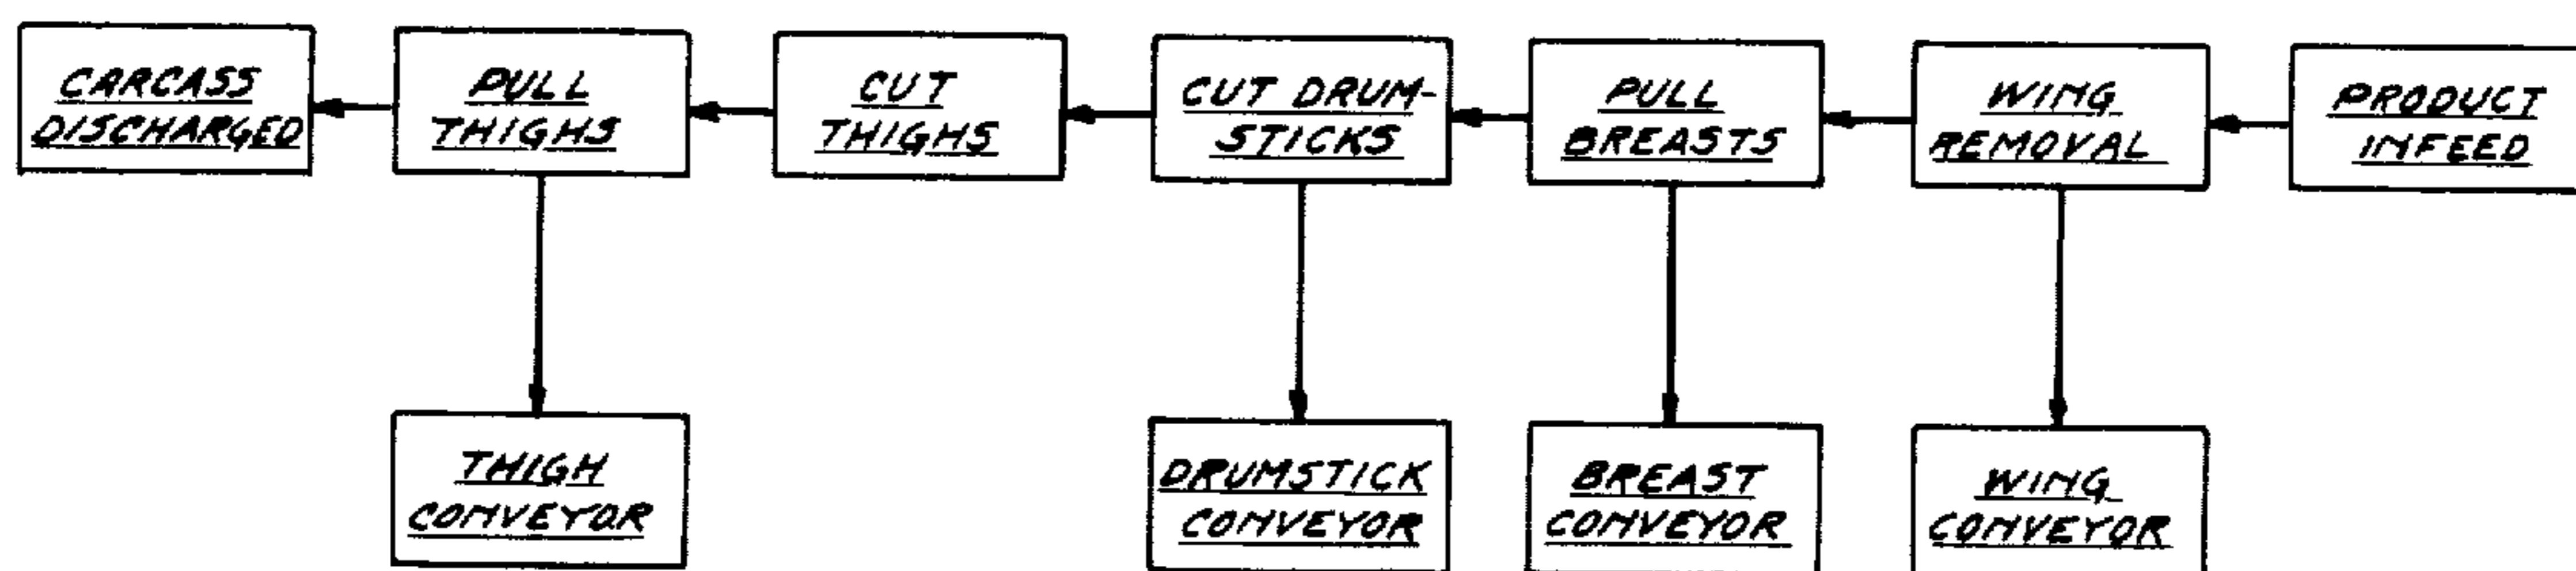 CARCASS
DISCHARGED
PULL
THIGHS
CUT
THIGHS
CUT DRUM-
STICKS
PULL
BREASTS
WING
REMOVAL
PRODUCT
INFEED
THIGH
CONVEYOR
DRUMSTICK
CONVEYOR
BREAST
CONVEYOR
WING
CONVEYOR